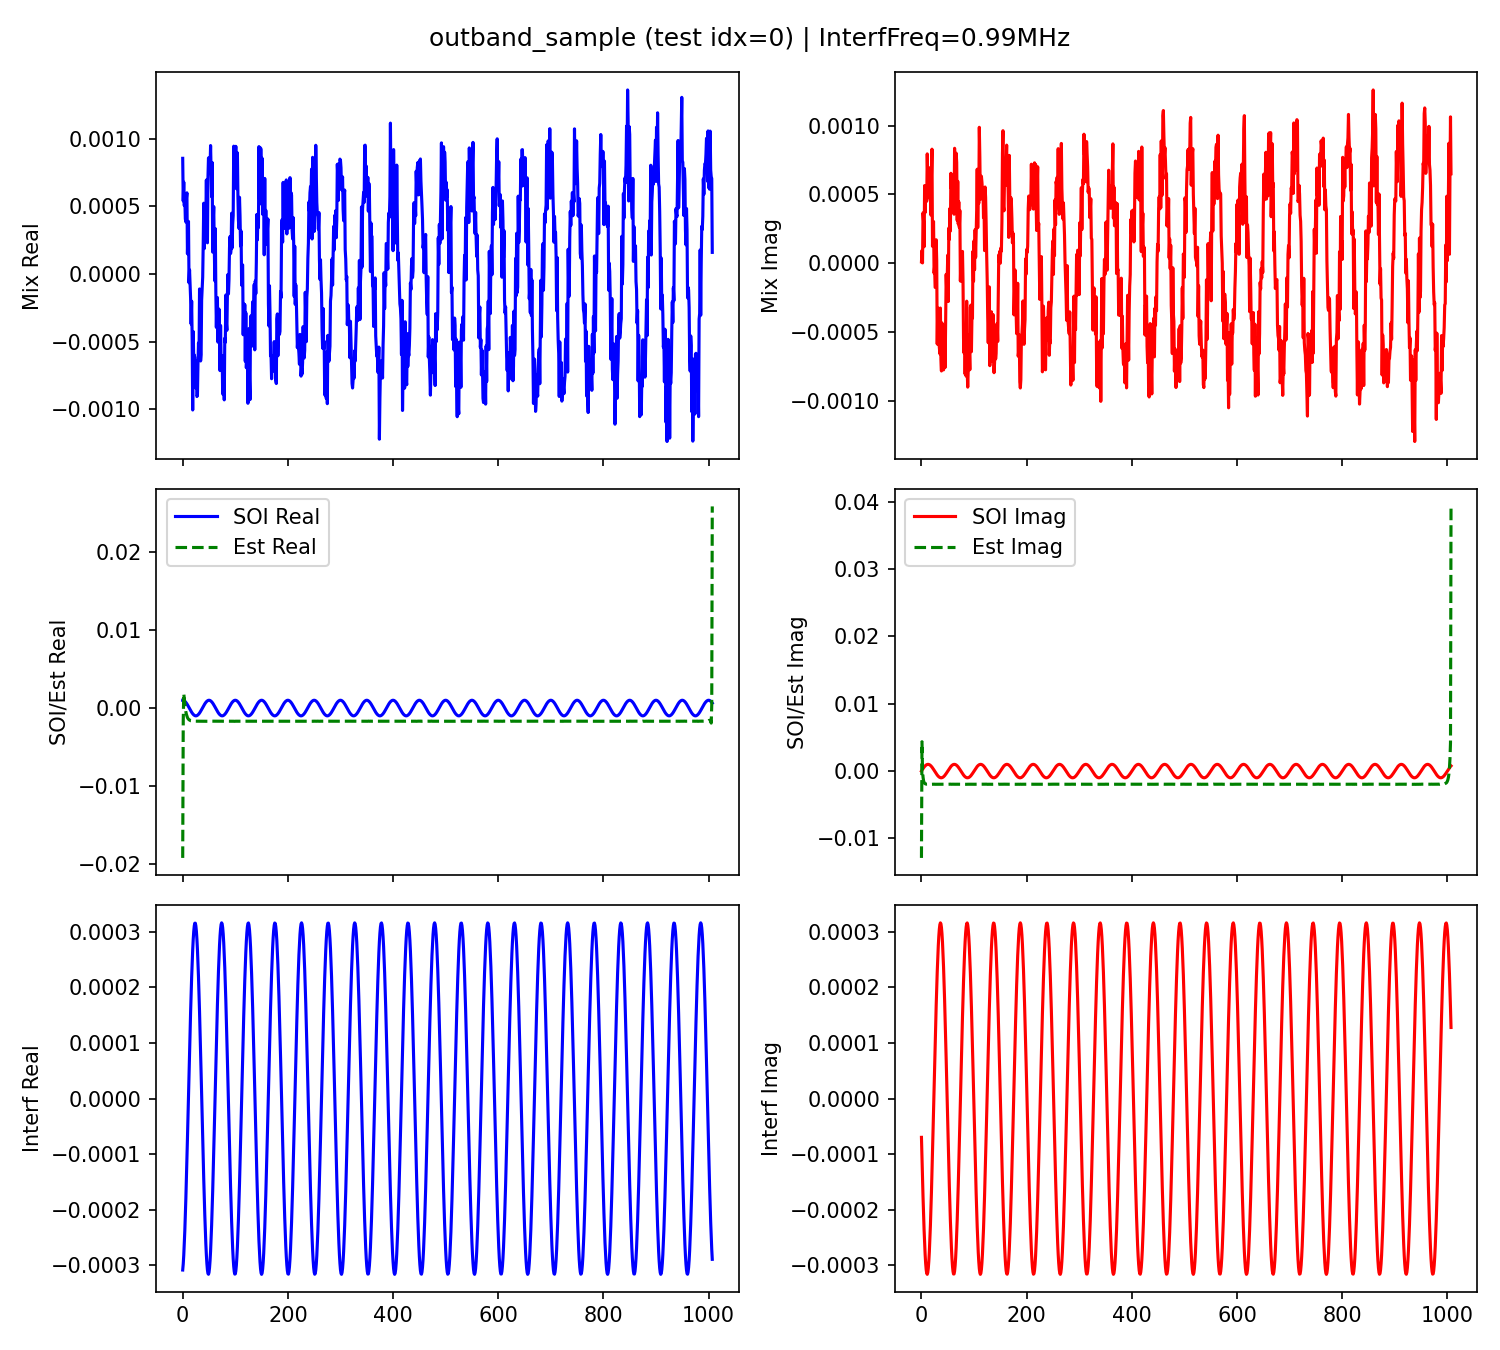 outband_sample (test idx=0) | InterfFreq=0.99MHz
Mix Real
0.0010
0.0005
0.0000
−0.0005
−0.0010
Mix Imag
0.0010
0.0005
0.0000
−0.0005
−0.0010
SOI/Est Real
0.02
0.01
0.00
−0.01
−0.02
SOI Real
Est Real
SOI/Est Imag
0.04
0.03
0.02
0.01
0.00
−0.01
SOI Imag
Est Imag
Interf Real
0.0003
0.0002
0.0001
0.0000
−0.0001
−0.0002
−0.0003
0 200 400 600 800 1000
Interf Imag
0.0003
0.0002
0.0001
0.0000
−0.0001
−0.0002
−0.0003
0 200 400 600 800 1000